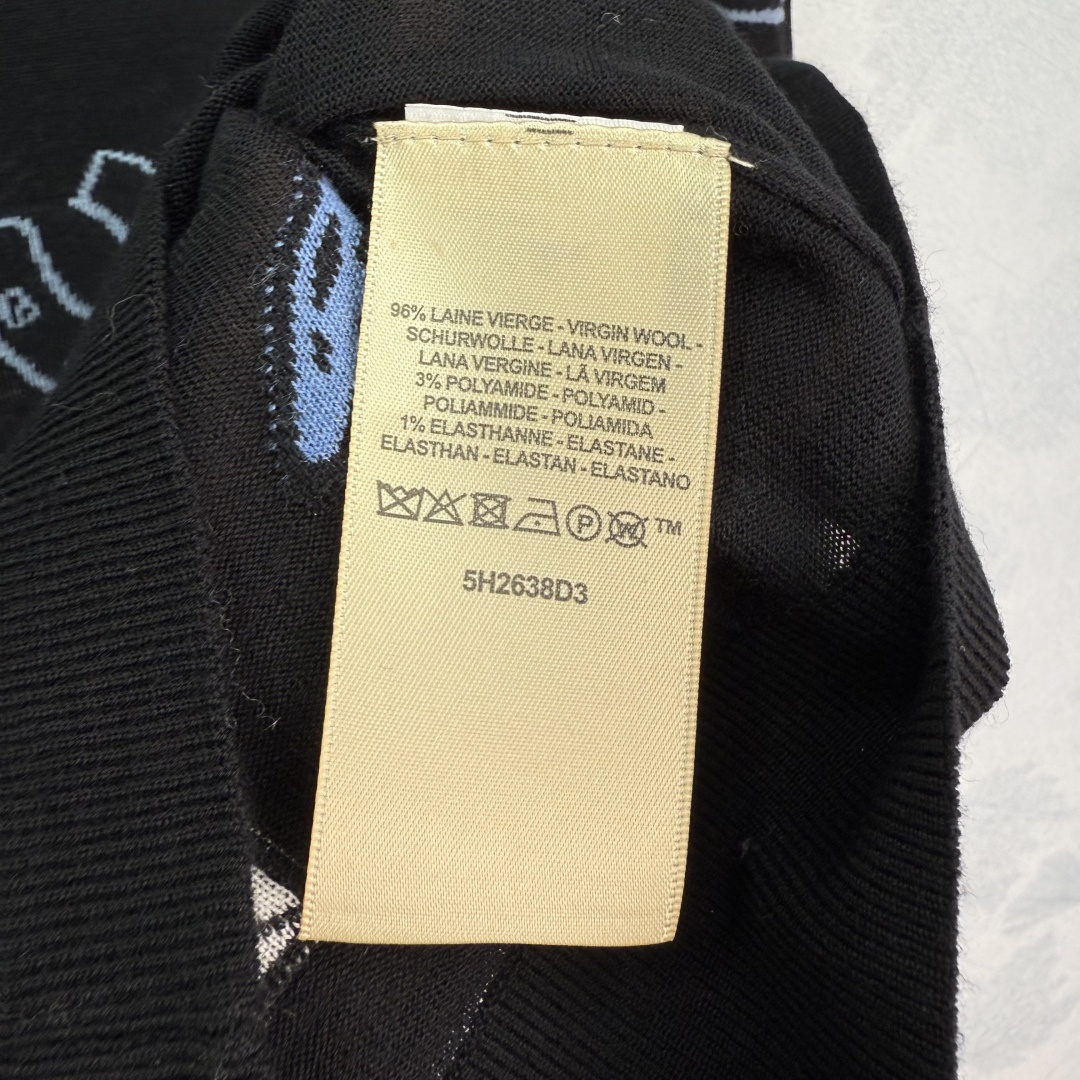 96% LAINE VIERGE - VIRGIN WOOL -
SCHURWOLLE - LANA VIRGEN -
LANA VERGINE - LÃ VIRGEM
3% POLYAMIDE - POLYAMID -
POLIAMMIDE - POLIAMIDA
1% ELASTHANNE - ELASTANE -
ELASTHAN - ELASTAN - ELASTANO
P W TM
5H2638D3